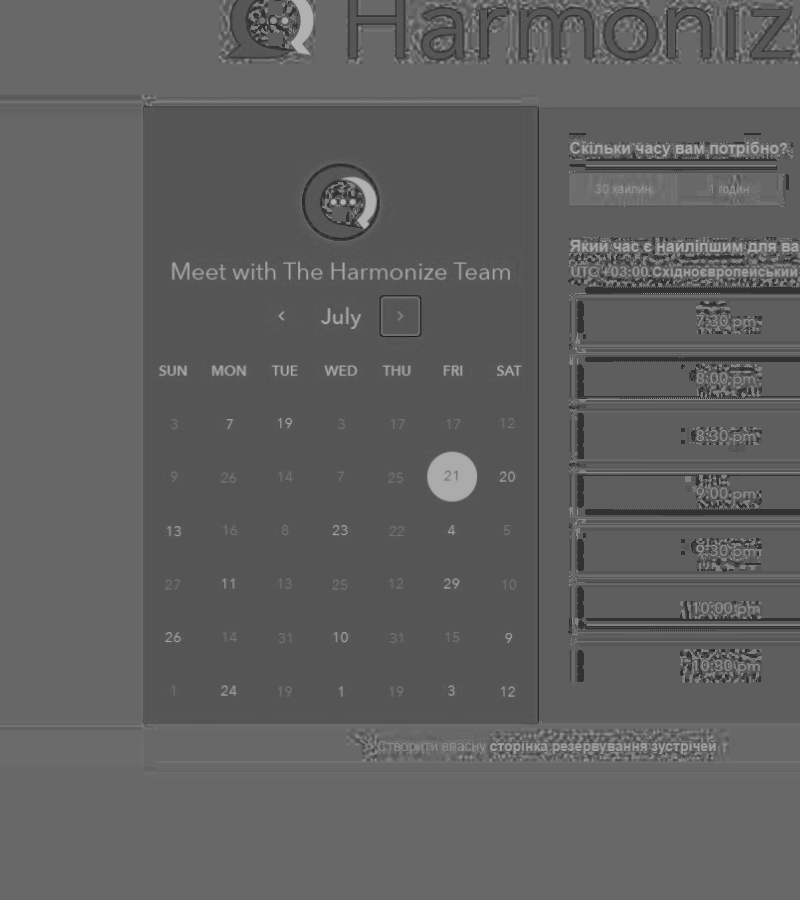 Harmoniz
Meet with The Harmonize Team
‹ July ›
SUN MON TUE WED THU FRI SAT
3 7 19 3 17 17 12
9 26 14 7 25 21 20
13 16 8 23 22 4 5
27 11 13 25 12 29 10
26 14 31 10 31 15 9
1 24 19 1 19 3 12
Скільки часу вам потрібно?
30 хвилин 1 годин
Який час є найліпшим для ва
UTC +03:00 Східноєвропейський
7:30 pm
8:00 pm
8:30 pm
9:00 pm
9:30 pm
10:00 pm
10:30 pm
Створити власну сторінка резервування зустрічей